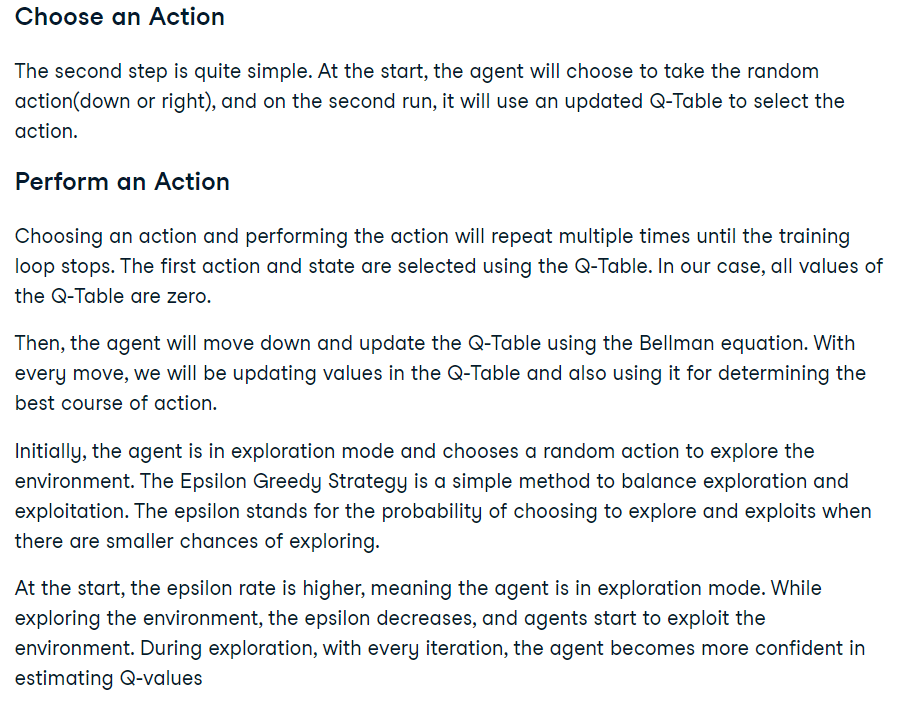 Choose an Action
The second step is quite simple. At the start, the agent will choose to take the random
action(down or right), and on the second run, it will use an updated Q-Table to select the
action.
Perform an Action
Choosing an action and performing the action will repeat multiple times until the training
loop stops. The first action and state are selected using the Q-Table. In our case, all values of
the Q-Table are zero.
Then, the agent will move down and update the Q-Table using the Bellman equation. With
every move, we will be updating values in the Q-Table and also using it for determining the
best course of action.
Initially, the agent is in exploration mode and chooses a random action to explore the
environment. The Epsilon Greedy Strategy is a simple method to balance exploration and
exploitation. The epsilon stands for the probability of choosing to explore and exploits when
there are smaller chances of exploring.
At the start, the epsilon rate is higher, meaning the agent is in exploration mode. While
exploring the environment, the epsilon decreases, and agents start to exploit the
environment. During exploration, with every iteration, the agent becomes more confident in
estimating Q-values